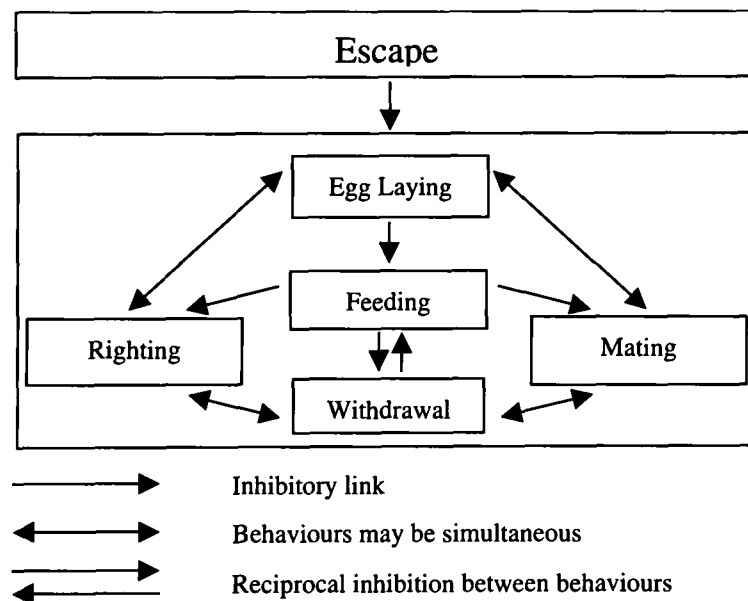 Escape
Egg Laying
Feeding
Righting
Mating
Withdrawal
Inhibitory link
Behaviours may be simultaneous
Reciprocal inhibition between behaviours